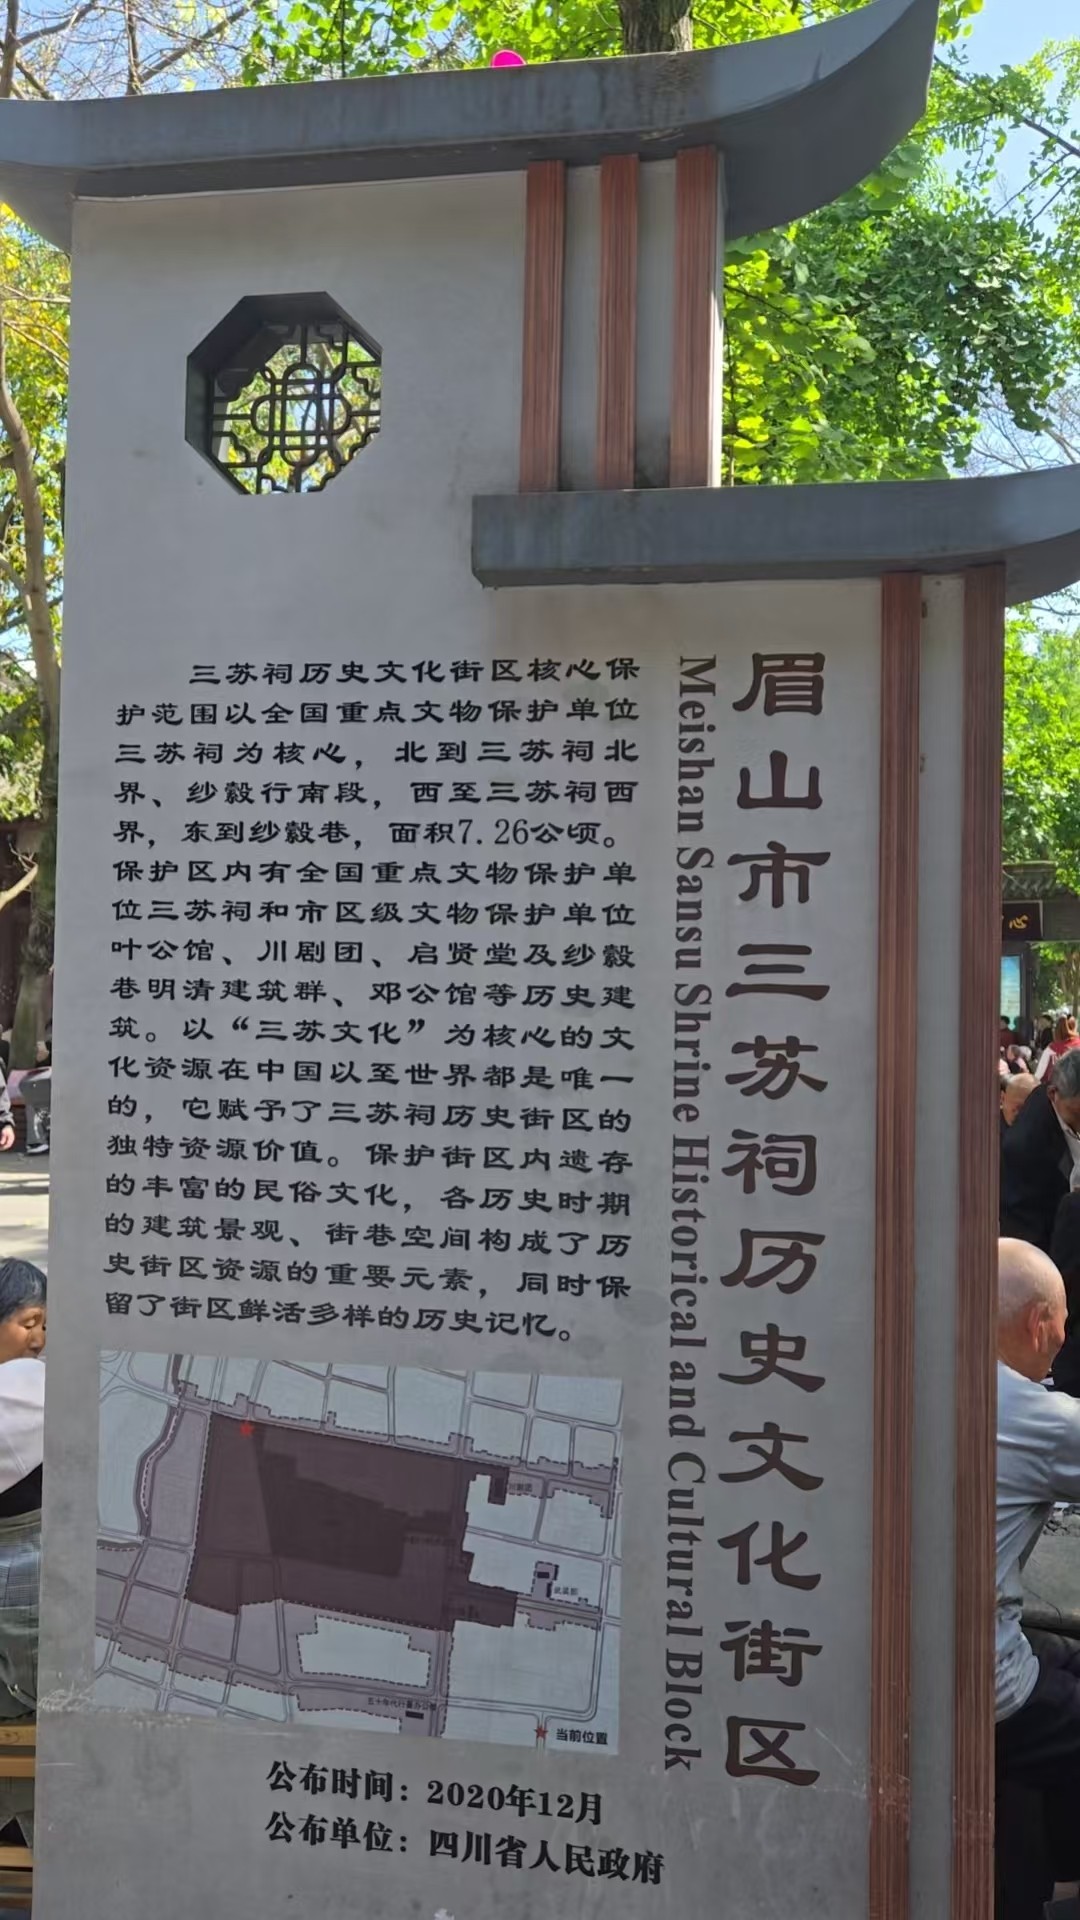 眉山市三苏祠历史文化街区
Meishan Sansu Shrine Historical and Cultural Block
三苏祠历史文化街区核心保
护范围以全国重点文物保护单位
三苏祠为核心，北到三苏祠北
界、纱縠行南段，西至三苏祠西
界，东到纱縠巷，面积7.26公顷。
保护区内有全国重点文物保护单
位三苏祠和市区级文物保护单位
叶公馆、川剧团、启贤堂及纱縠
巷明清建筑群、邓公馆等历史建
筑。以“三苏文化”为核心的文
化资源在中国以至世界都是唯一
的，它赋予了三苏祠历史街区的
独特资源价值。保护街区内遗存
的丰富的民俗文化，各历史时期
的建筑景观、街巷空间构成了历
史街区资源的重要元素，同时保
留了街区鲜活多样的历史记忆。
川剧团
当前位置
公布时间：2020年12月
公布单位：四川省人民政府
心